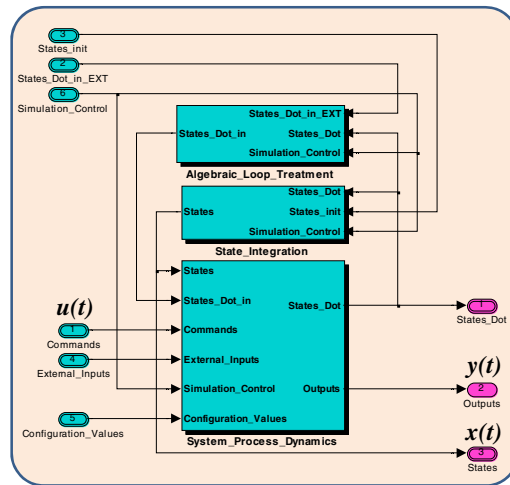 3
States_init
2
States_Dot_in_EXT
6
Simulation_Control
States_Dot_in_EXT
States_Dot_in
States_Dot
Simulation_Control
Algebraic_Loop_Treatment
States_Dot
States
States_init
Simulation_Control
State_Integration
States
States_Dot_in
States_Dot
1
States_Dot
u(t)
1
Commands
Commands
y(t)
4
External_Inputs
External_Inputs
Simulation_Control
Outputs
2
Outputs
5
Configuration_Values
Configuration_Values
System_Process_Dynamics
x(t)
3
States